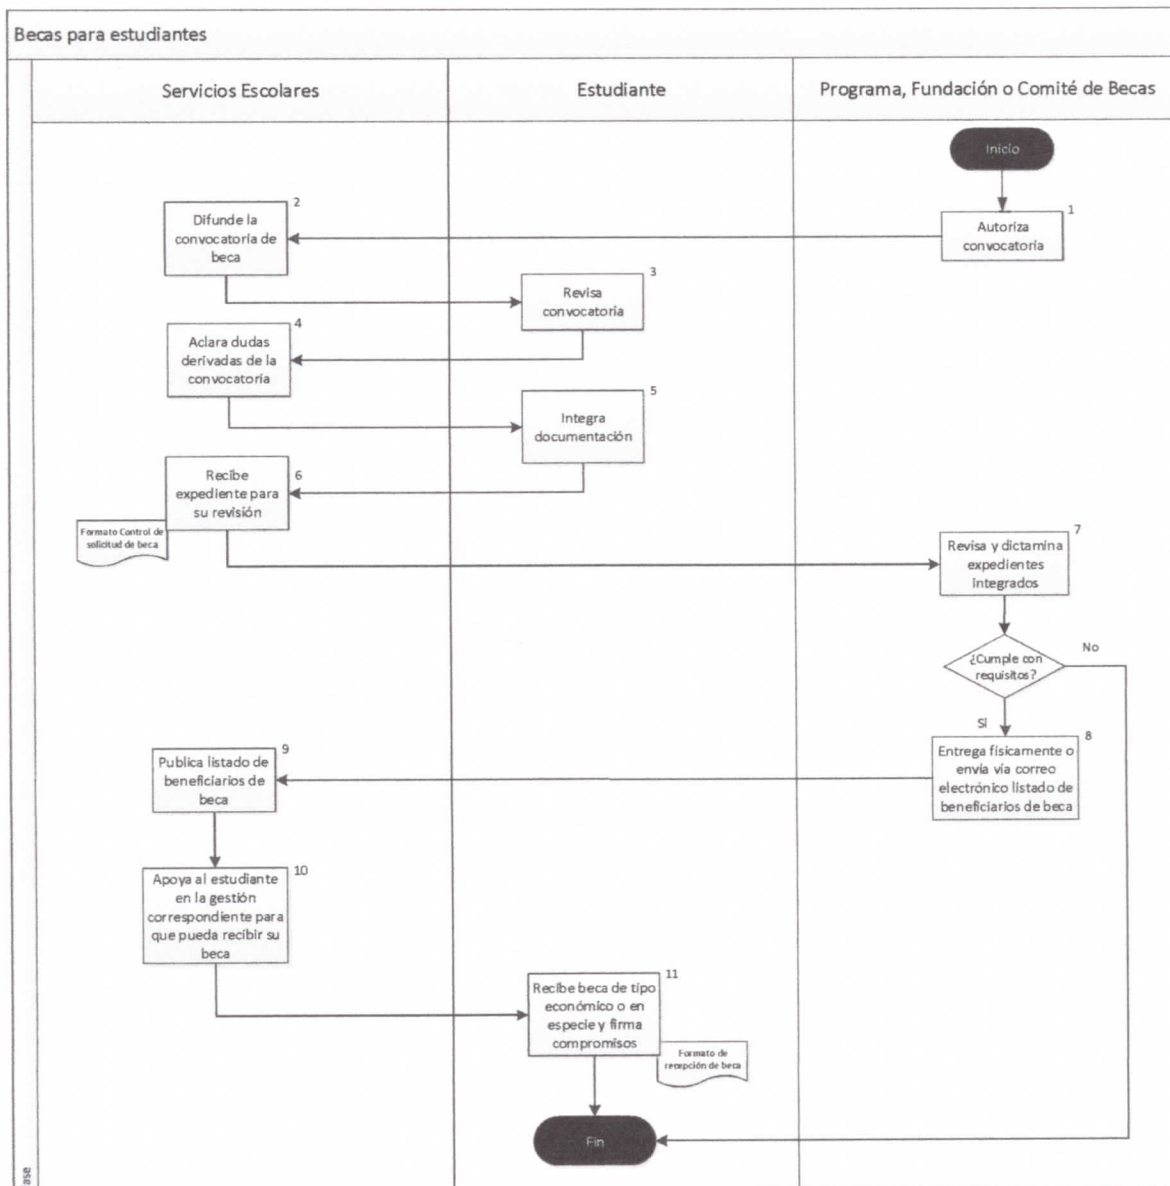 Becas para estudiantes
Servicios Escolares
Estudiante
Programa, Fundación o Comité de Becas
Inicio
1
Autoriza
convocatoria
2
Difunde la
convocatoria de
beca
3
Revisa
convocatoria
4
Aclara dudas
derivadas de la
convocatoria
5
Integra
documentación
6
Recibe
expediente para
su revisión
Formato Control de
solicitud de beca
7
Revisa y dictamina
expedientes
integrados
¿Cumple con
requisitos?
No
Sí
8
Entrega físicamente o
envía vía correo
electrónico listado de
beneficiarios de beca
9
Publica listado de
beneficiarios de
beca
10
Apoya al estudiante
en la gestión
correspondiente para
que pueda recibir su
beca
11
Recibe beca de tipo
económico o en
especie y firma
compromisos
Formato de
recepción de beca
Fin
ase